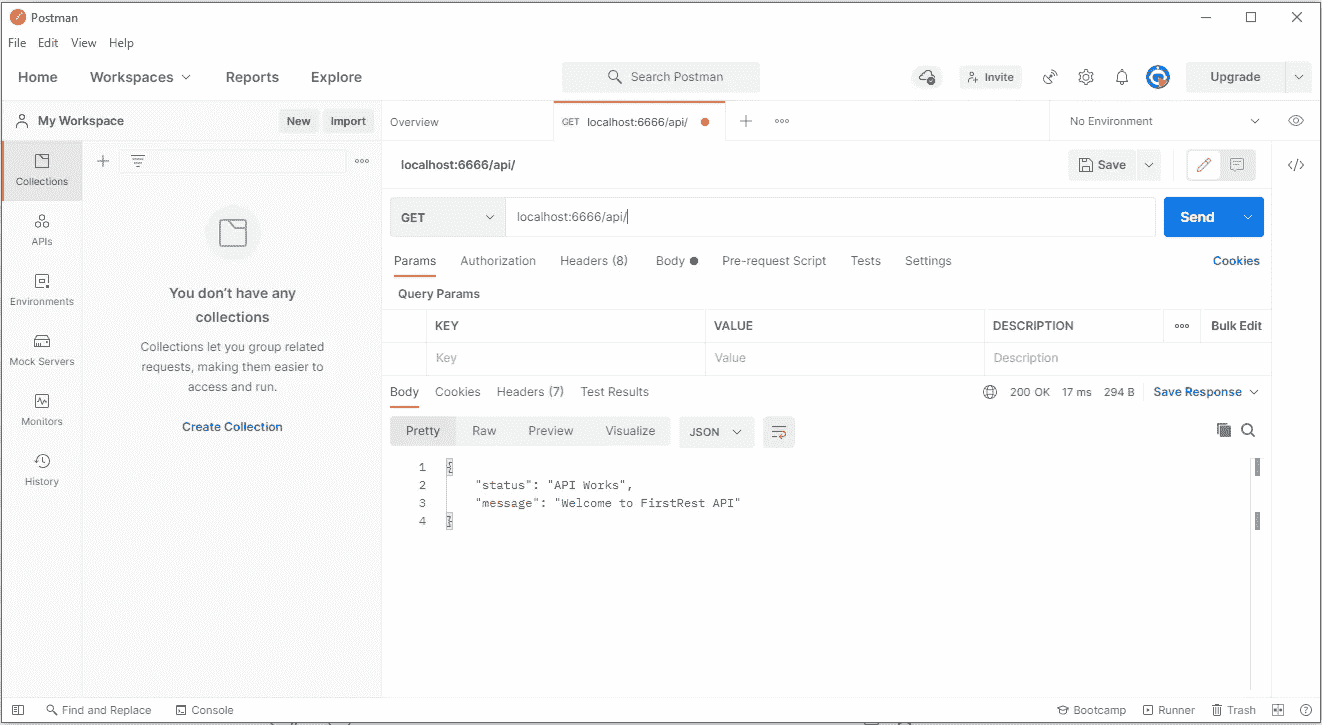 Postman
File Edit View Help
Home Workspaces Reports Explore Search Postman Invite Upgrade
My Workspace New Import Overview GET localhost:6666/api/ No Environment
Collections
APIs
Environments
Mock Servers
Monitors
History
You don’t have any
collections
Collections let you group related
requests, making them easier to
access and run.
Create Collection
localhost:6666/api/ Save
GET localhost:6666/api/ Send
Params Authorization Headers (8) Body Pre-request Script Tests Settings Cookies
Query Params
KEY VALUE DESCRIPTION Bulk Edit
Key Value Description
Body Cookies Headers (7) Test Results 200 OK 17 ms 294 B Save Response
Pretty Raw Preview Visualize JSON
1 {
2 "status": "API Works",
3 "message": "Welcome to FirstRest API"
4 }
Find and Replace Console Bootcamp Runner Trash